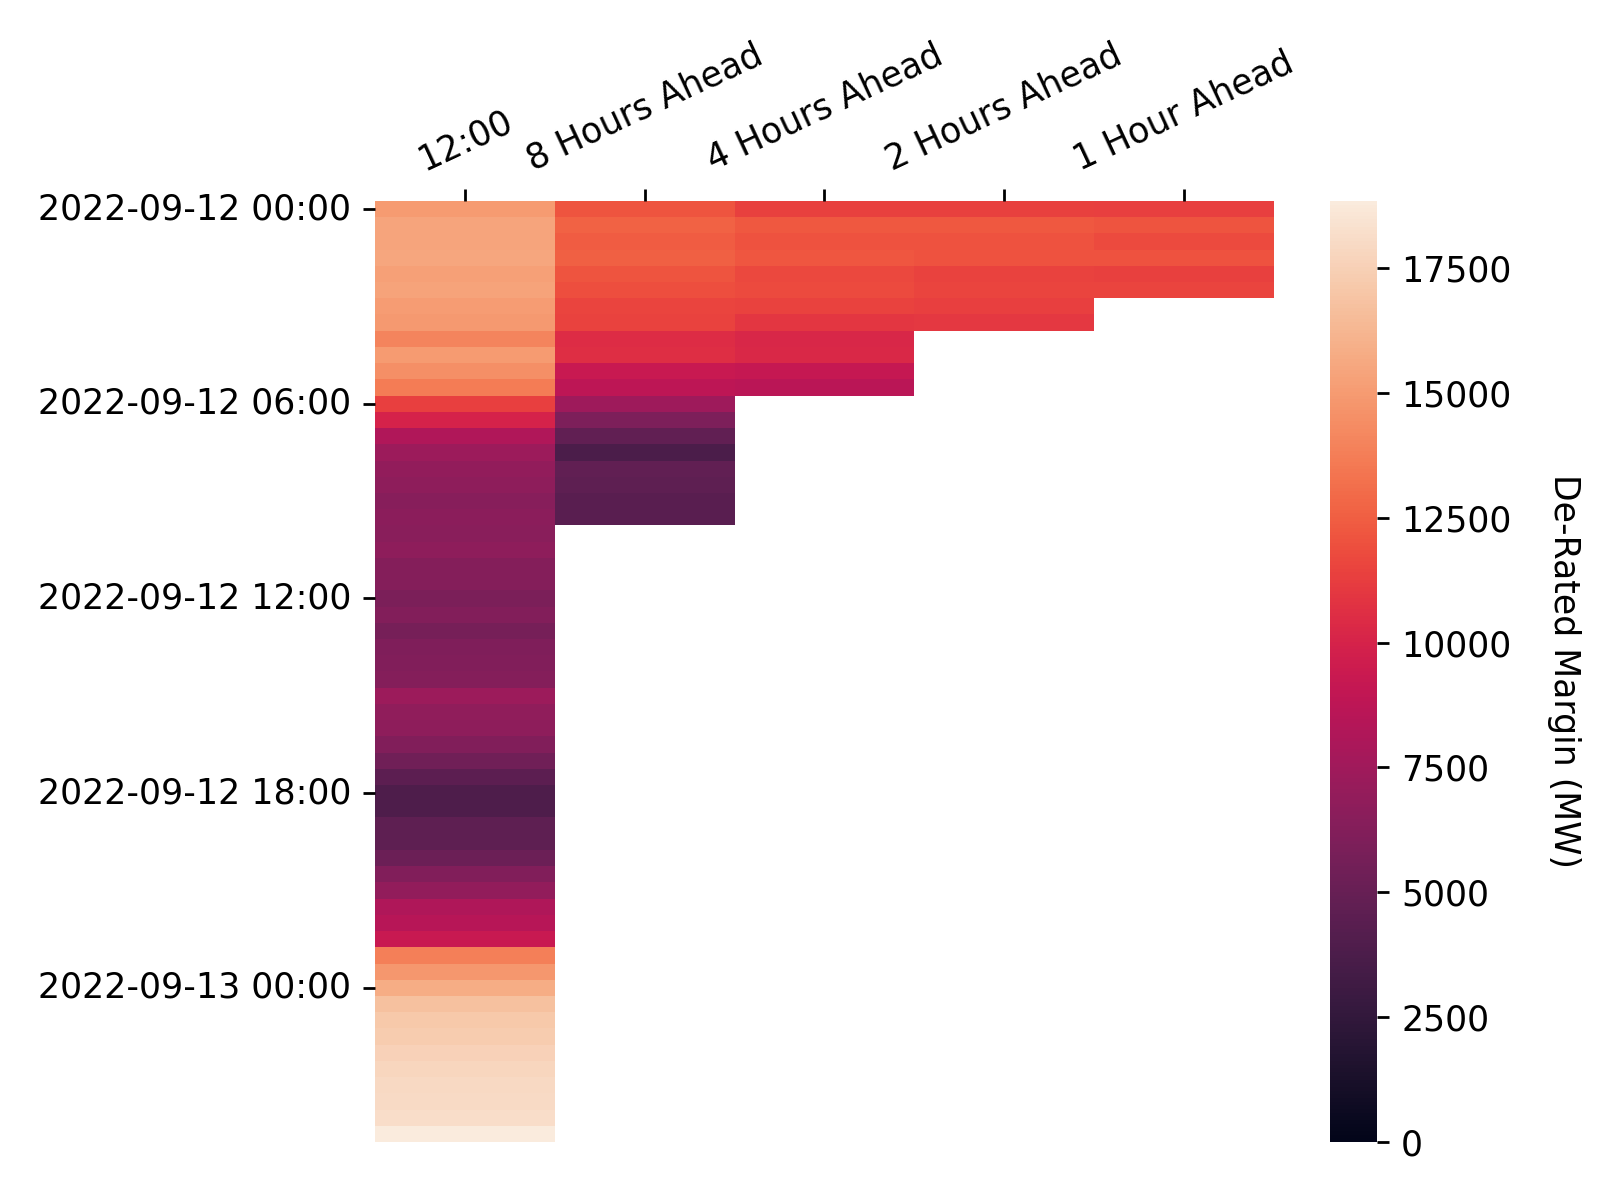 12:00
8 Hours Ahead
4 Hours Ahead
2 Hours Ahead
1 Hour Ahead
2022-09-12 00:00
2022-09-12 06:00
2022-09-12 12:00
2022-09-12 18:00
2022-09-13 00:00
17500
15000
12500
10000
7500
5000
2500
0
De-Rated Margin (MW)